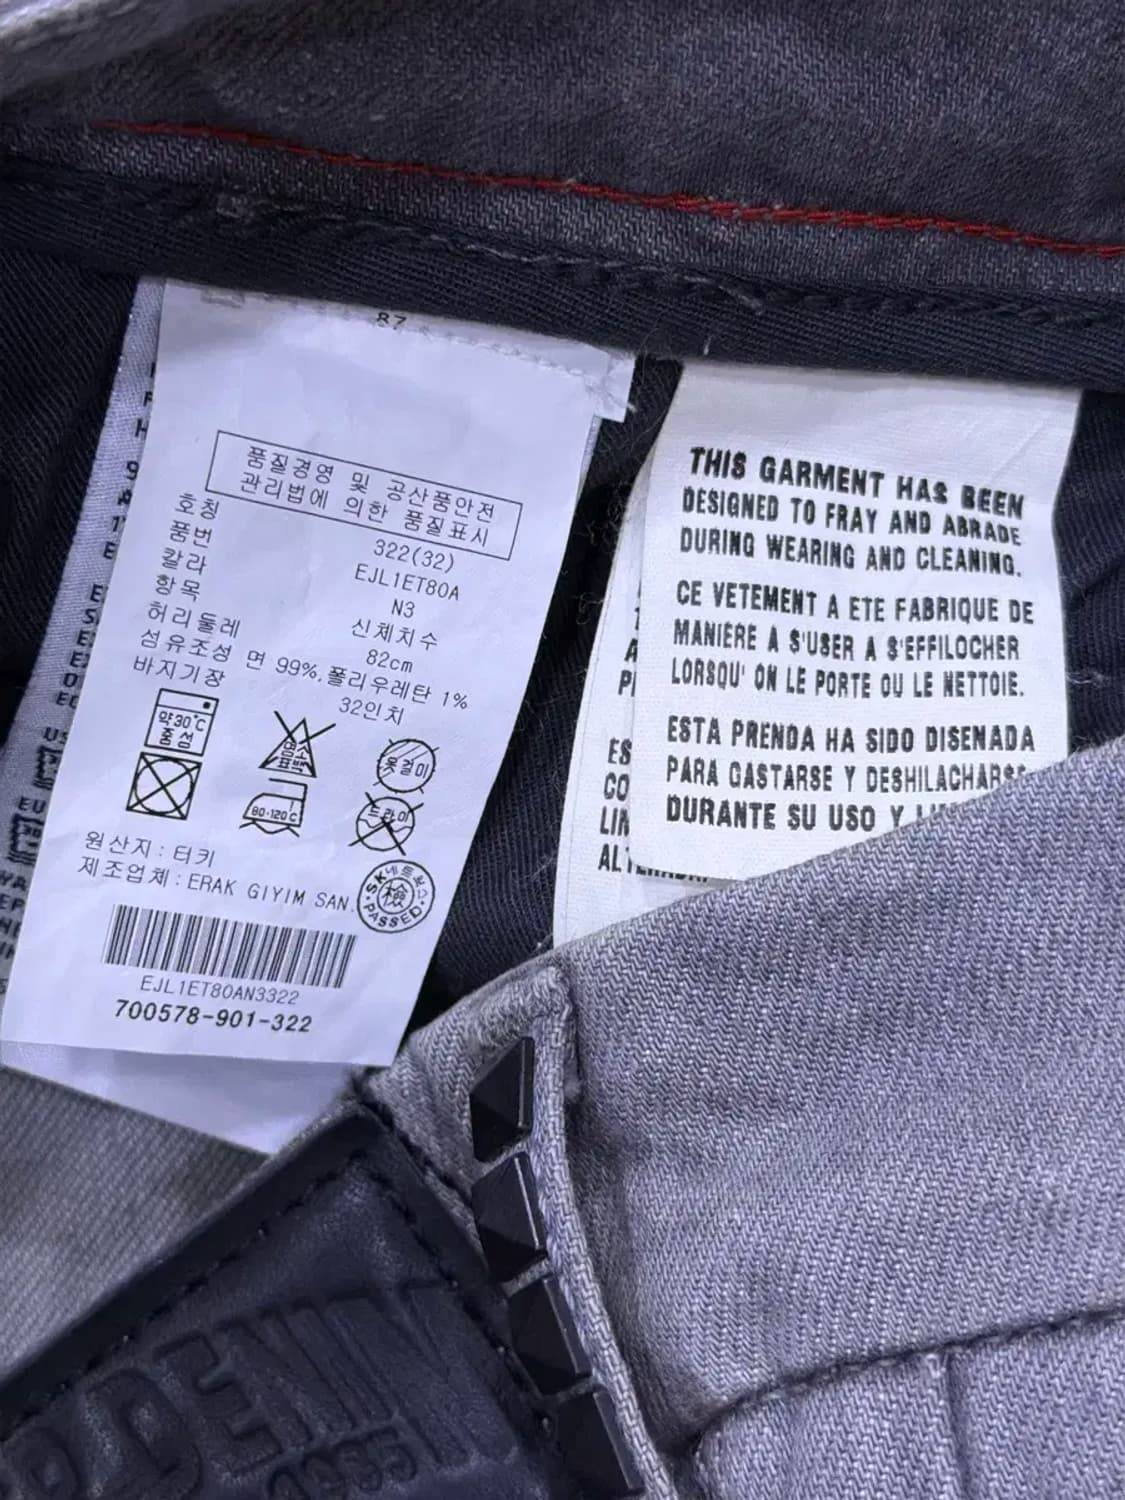 87
품질경영 및 공산품안전
관리법에 의한 품질표시
호칭 322(32)
품번 EJL1ET80A
칼라 N3
항목 신체치수
허리둘레 82cm
섬유조성 면 99%,폴리우레탄 1%
바지기장 32인치
약30°C
중성
염소
표백
옷걸이
80-120°C
드라이
원산지:터키
제조업체:ERAK GIYIM SAN.
檢
PASSED
EJL1ET80AN3322
700578-901-322
THIS GARMENT HAS BEEN
DESIGNED TO FRAY AND ABRADE
DURING WEARING AND CLEANING.
CE VETEMENT A ETE FABRIQUE DE
MANIERE A S'USER A S'EFFILOCHER
LORSQU' ON LE PORTE OU LE NETTOIE.
ESTA PRENDA HA SIDO DISENADA
PARA GASTARSE Y DESHILACHARSE
DURANTE SU USO Y
ES
CO
LIN